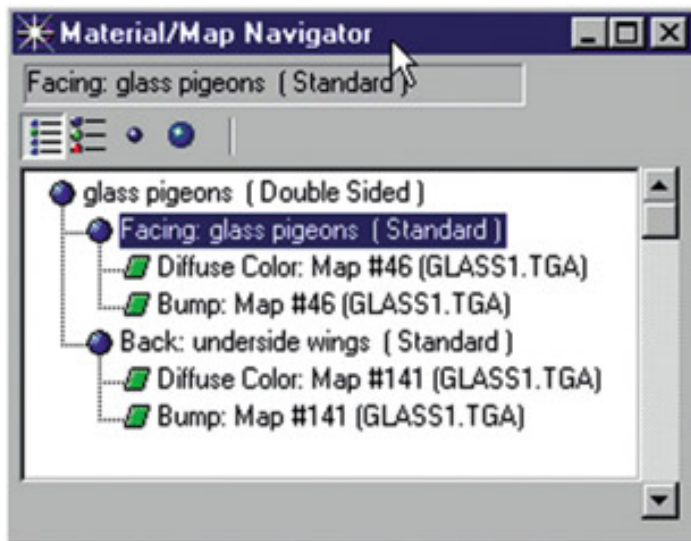 Material/Map Navigator
Facing: glass pigeons ( Standard )
glass pigeons ( Double Sided )
Facing: glass pigeons ( Standard )
Diffuse Color: Map #46 (GLASS1.TGA)
Bump: Map #46 (GLASS1.TGA)
Back: underside wings ( Standard )
Diffuse Color: Map #141 (GLASS1.TGA)
Bump: Map #141 (GLASS1.TGA)